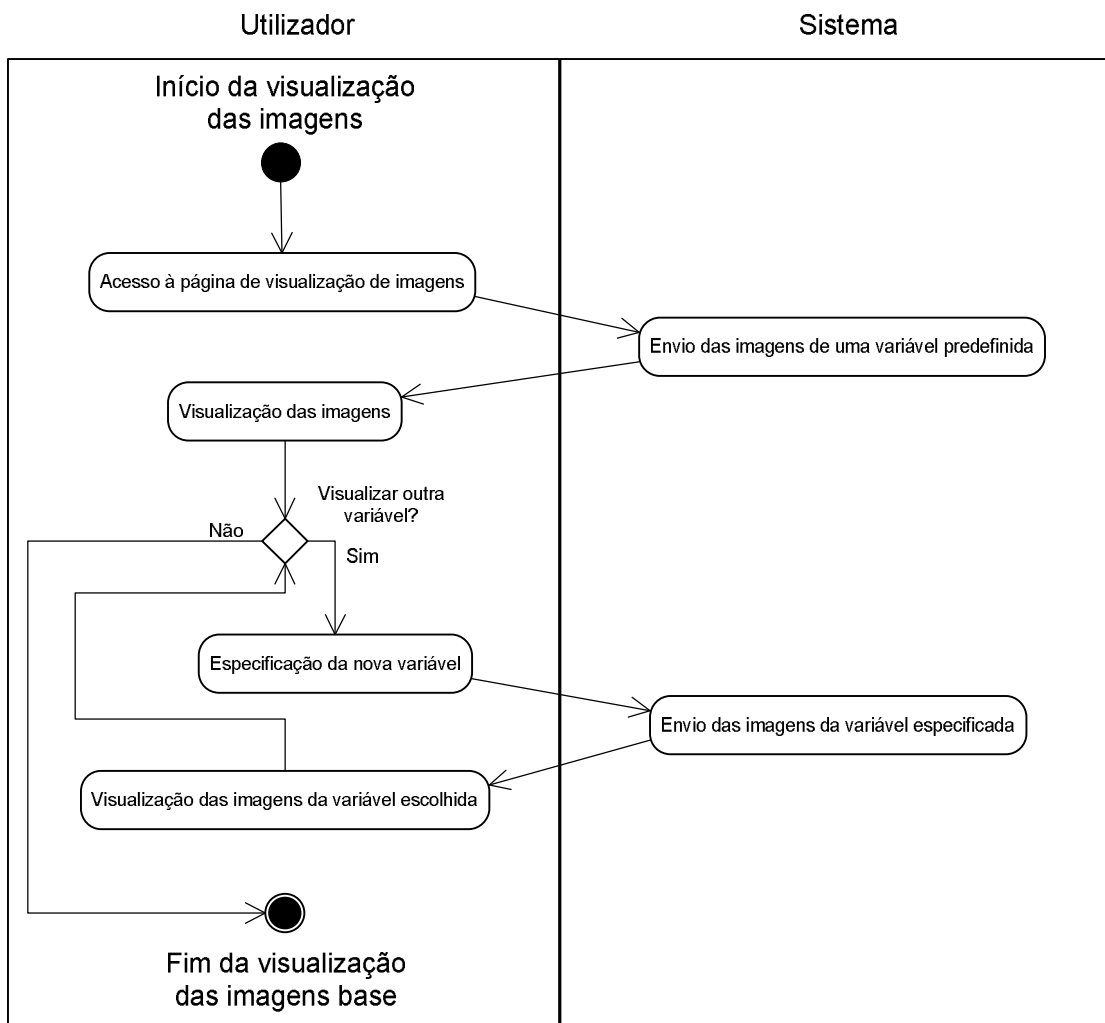 Utilizador
Sistema
Início da visualização
das imagens
Acesso à página de visualização de imagens
Envio das imagens de uma variável predefinida
Visualização das imagens
Visualizar outra
variável?
Não
Sim
Especificação da nova variável
Envio das imagens da variável especificada
Visualização das imagens da variável escolhida
Fim da visualização
das imagens base